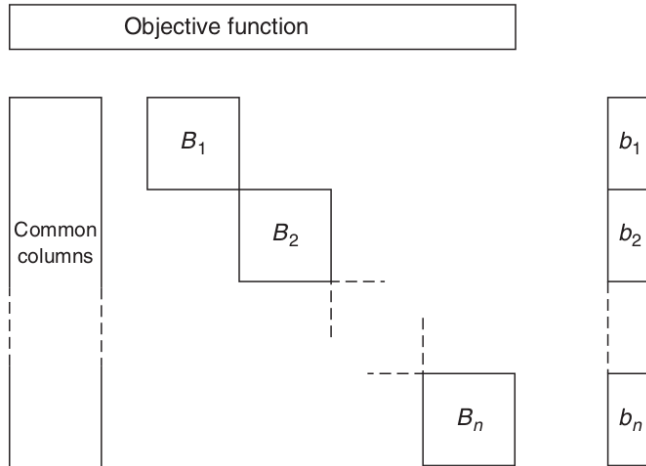 Objective function
B₁
b₁
Common
columns
B₂
b₂
Bₙ
bₙ